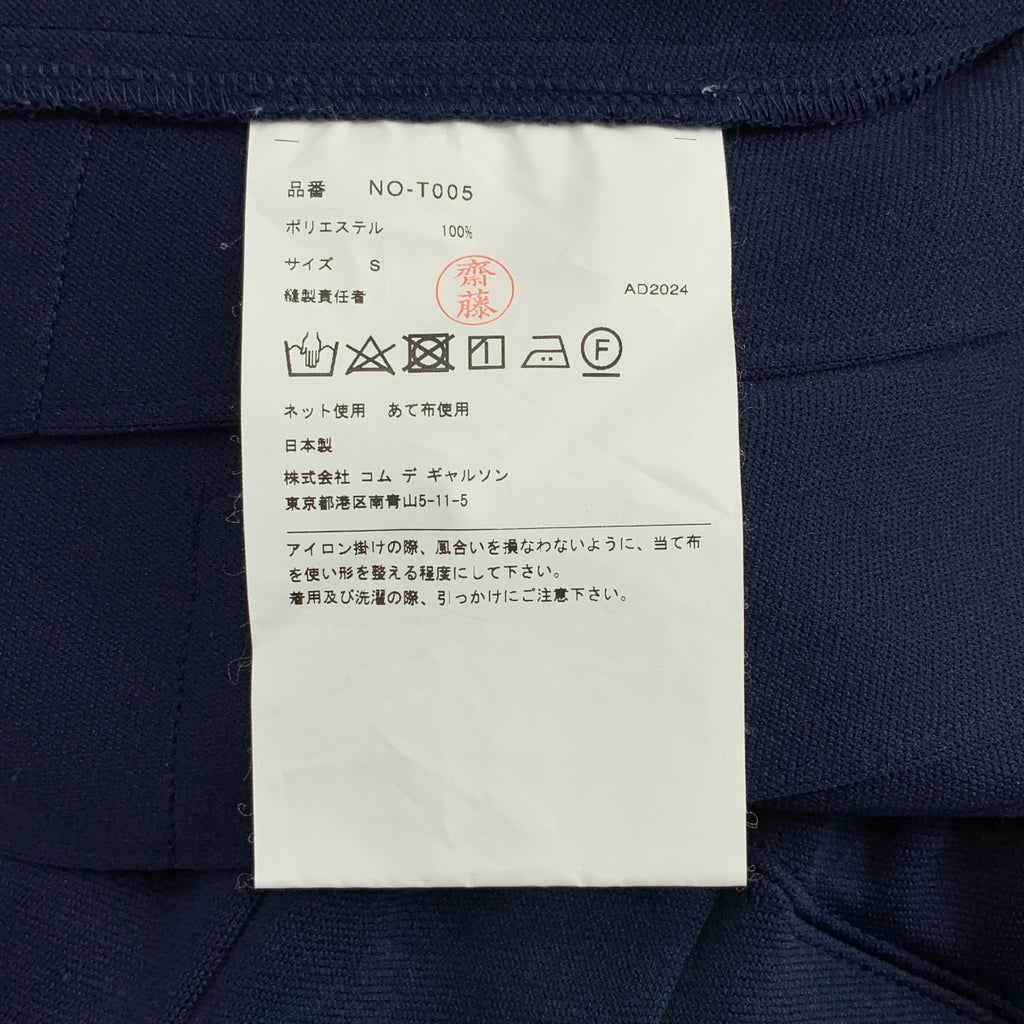 品番 NO-T005
ポリエステル 100%
サイズ S
縫製責任者 齋藤 AD2024
F
ネット使用 あて布使用
日本製
株式会社 コム デ ギャルソン
東京都港区南青山5-11-5
アイロン掛けの際、風合いを損なわないように、当て布
を使い形を整える程度にして下さい。
着用及び洗濯の際、引っかけにご注意下さい。